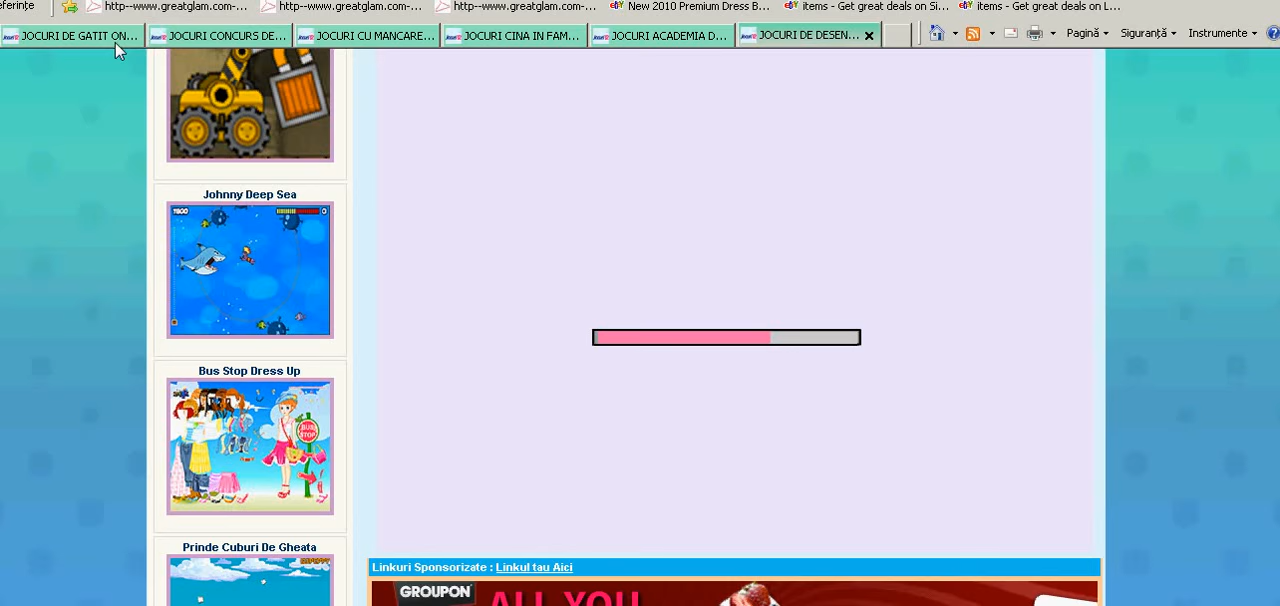 eferințe http--www.greatglam.com-... http--www.greatglam.com-... http--www.greatglam.com-... New 2010 Premium Dress B... items - Get great deals on Si... items - Get great deals on L...
JOCURI DE GATIT ON... JOCURI CONCURS DE... JOCURI CU MANCARE... JOCURI CINA IN FAM... JOCURI ACADEMIA D... JOCURI DE DESEN... Pagină Siguranță Instrumente
Johnny Deep Sea
0
Bus Stop Dress Up
BUS STOP
Prinde Cuburi De Gheata
Linkuri Sponsorizate : Linkul tau Aici
GROUPON
ALL YOU